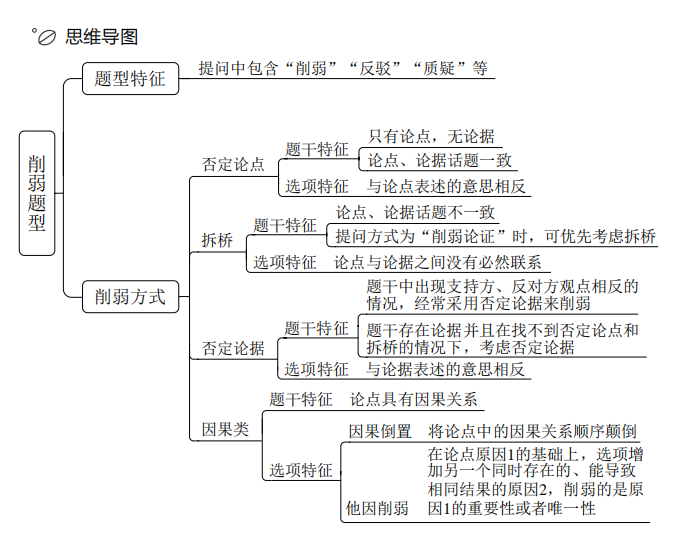 思维导图
题型特征
提问中包含“削弱”“反驳”“质疑”等
削弱题型
削弱方式
否定论点
题干特征
只有论点，无论据
论点、论据话题一致
选项特征
与论点表述的意思相反
拆桥
题干特征
论点、论据话题不一致
提问方式为“削弱论证”时，可优先考虑拆桥
选项特征
论点与论据之间没有必然联系
否定论据
题干特征
题干中出现支持方、反对方观点相反的
情况，经常采用否定论据来削弱
题干存在论据并且在找不到否定论点和
拆桥的情况下，考虑否定论据
选项特征
与论据表述的意思相反
因果类
题干特征
论点具有因果关系
选项特征
因果倒置
将论点中的因果关系顺序颠倒
他因削弱
在论点原因1的基础上，选项增
加另一个同时存在的、能导致
相同结果的原因2，削弱的是原
因1的重要性或者唯一性